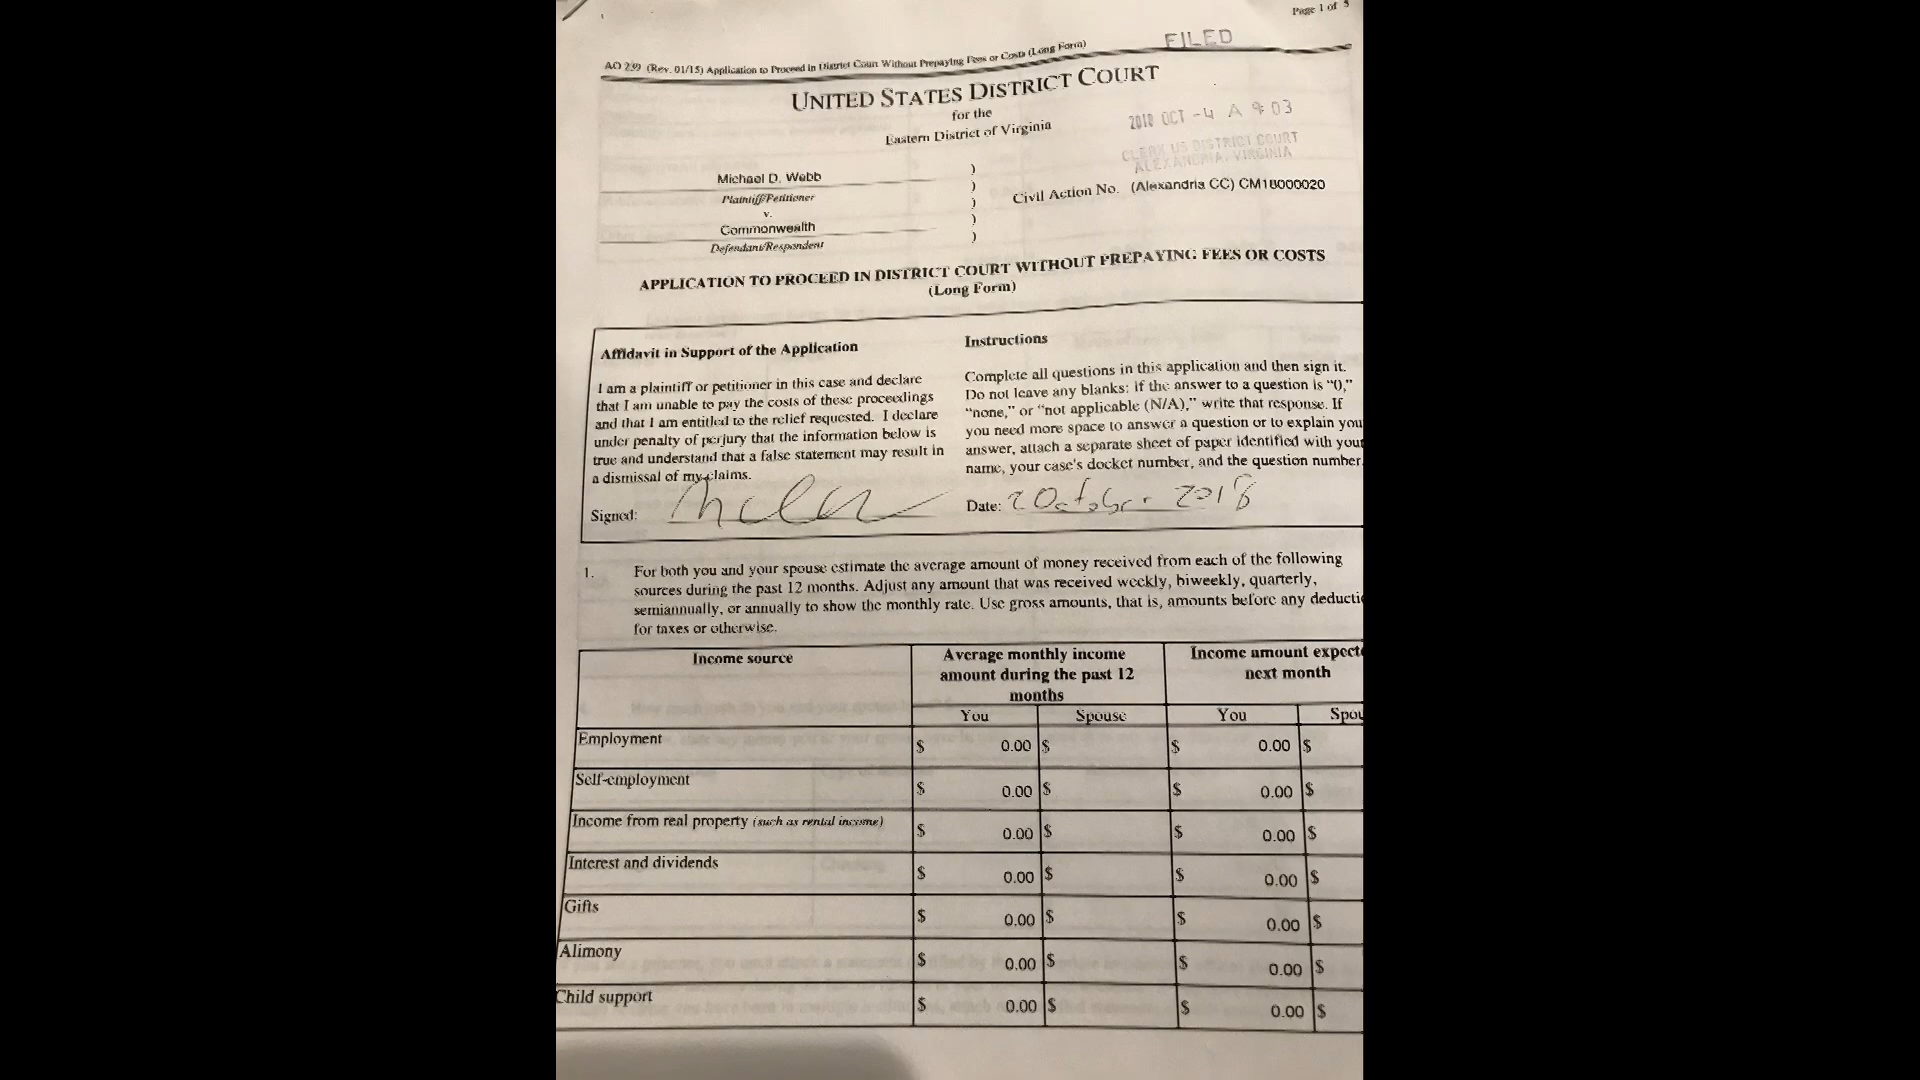 Page 1 of 5
FILED
AO 239 (Rev. 01/15) Application to Proceed in District Court Without Prepaying Fees or Costs (Long Form)
UNITED STATES DISTRICT COURT
for the
Eastern District of Virginia
2018 OCT -4 A 9:03
CLERK US DISTRICT COURT
ALEXANDRIA, VIRGINIA
Michael D. Webb )
Plaintiff/Petitioner )
v. )
Commonwealth )
Defendant/Respondent )
Civil Action No. (Alexandria CC) CM18000020
APPLICATION TO PROCEED IN DISTRICT COURT WITHOUT PREPAYING FEES OR COSTS
(Long Form)
Affidavit in Support of the Application
I am a plaintiff or petitioner in this case and declare
that I am unable to pay the costs of these proceedings
and that I am entitled to the relief requested. I declare
under penalty of perjury that the information below is
true and understand that a false statement may result in
a dismissal of my claims.
Signed:
Instructions
Complete all questions in this application and then sign it.
Do not leave any blanks: if the answer to a question is “0,”
“none,” or “not applicable (N/A),” write that response. If
you need more space to answer a question or to explain you
answer, attach a separate sheet of paper identified with your
name, your case's docket number, and the question number.
Date: 2 October 2018
1. For both you and your spouse estimate the average amount of money received from each of the following
sources during the past 12 months. Adjust any amount that was received weekly, biweekly, quarterly,
semiannually, or annually to show the monthly rate. Use gross amounts, that is, amounts before any deducti
for taxes or otherwise.
Income source
Average monthly income
amount during the past 12
months
Income amount expecte
next month
You Spouse You Spou
Employment $ 0.00 $ $ 0.00 $
Self-employment $ 0.00 $ $ 0.00 $
Income from real property (such as rental income) $ 0.00 $ $ 0.00 $
Interest and dividends $ 0.00 $ $ 0.00 $
Gifts $ 0.00 $ $ 0.00 $
Alimony $ 0.00 $ $ 0.00 $
Child support $ 0.00 $ $ 0.00 $